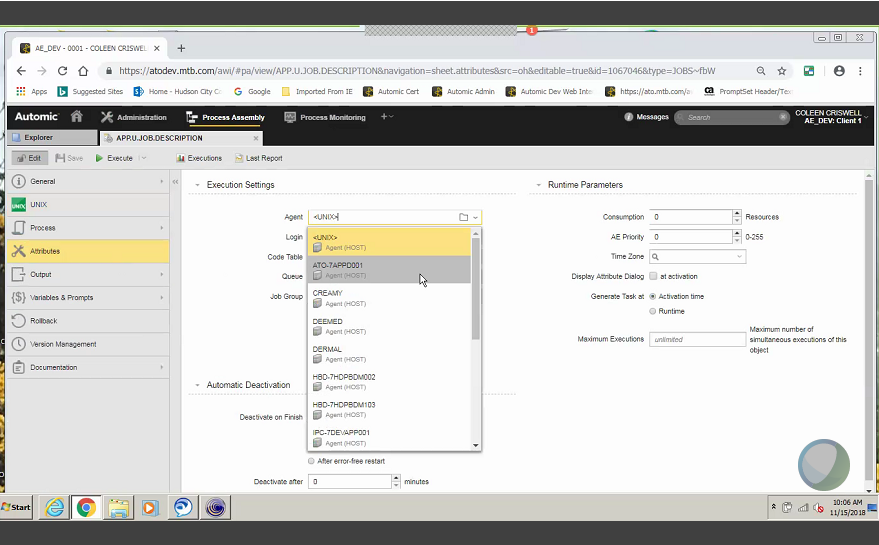 1
AE_DEV - 0001 - COLEEN CRISWELL
https://atodev.mtb.com/awi/#pa/view/APP.U.JOB.DESCRIPTION&navigation=sheet.attributes&src=oh&editable=true&id=1067046&type=JOBS~fbW
Apps Suggested Sites Home - Hudson City Google Imported From IE Automic Cert Automic Admin Automic Dev Web Inter https://ato.mtb.com/a CA PromptSet Header/Tex
Automic Administration Process Assembly Process Monitoring + Messages Search COLEEN CRISWELL
AE_DEV: Client 1
Explorer APP.U.JOB.DESCRIPTION
Edit Save Execute Executions Last Report
General
UNIX
Process
Attributes
Output
{$} Variables & Prompts
Rollback
Version Management
Documentation
Execution Settings
Agent <UNIX>
Login
Code Table
Queue
Job Group
<UNIX>
Agent (HOST)
ATO-7APPD001
Agent (HOST)
CREAMY
Agent (HOST)
DEEMED
Agent (HOST)
DERMAL
Agent (HOST)
HBD-7HDPBDM002
Agent (HOST)
HBD-7HDPBDM103
Agent (HOST)
IPC-7DEVAPP001
Agent (HOST)
Automatic Deactivation
Deactivate on Finish
After error-free restart
Deactivate after 0 minutes
Runtime Parameters
Consumption 0 Resources
AE Priority 0 0-255
Time Zone
Display Attribute Dialog at activation
Generate Task at Activation time
Runtime
Maximum Executions unlimited Maximum number of
simultaneous executions of this
object
Start 10:06 AM
11/15/2018